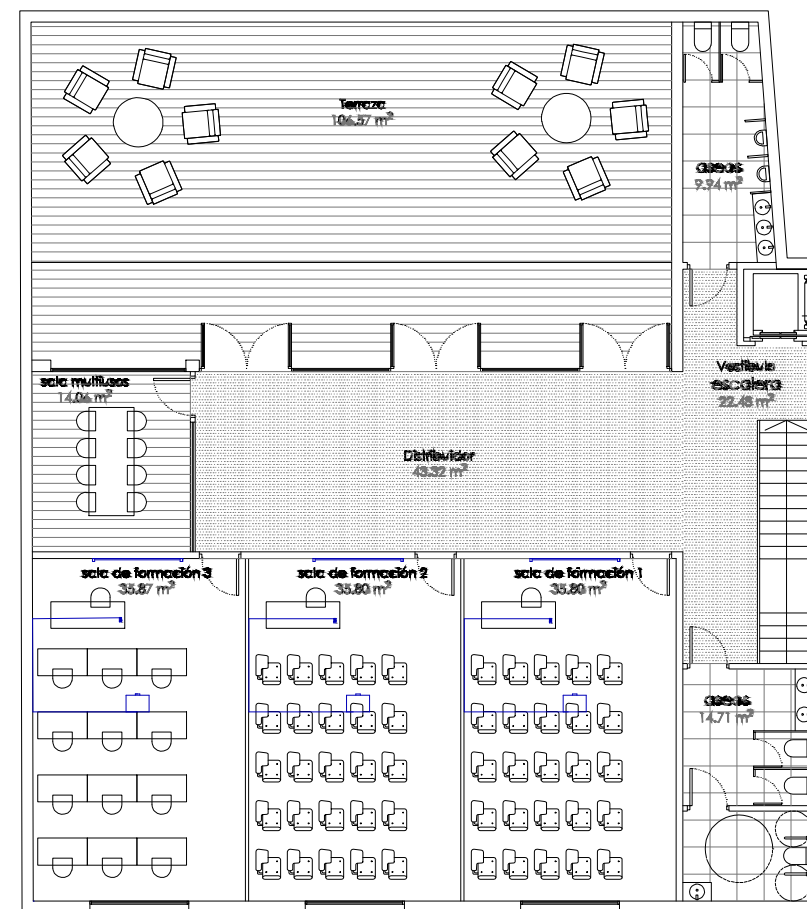 Terraza
106.57 m²
aseos
9.94 m²
Vestíbulo
escalera
22.48 m²
sala multiusos
14.06 m²
Distribuidor
43.32 m²
sala de formación 3
35.87 m²
sala de formación 2
35.80 m²
sala de formación 1
35.80 m²
aseos
14.71 m²